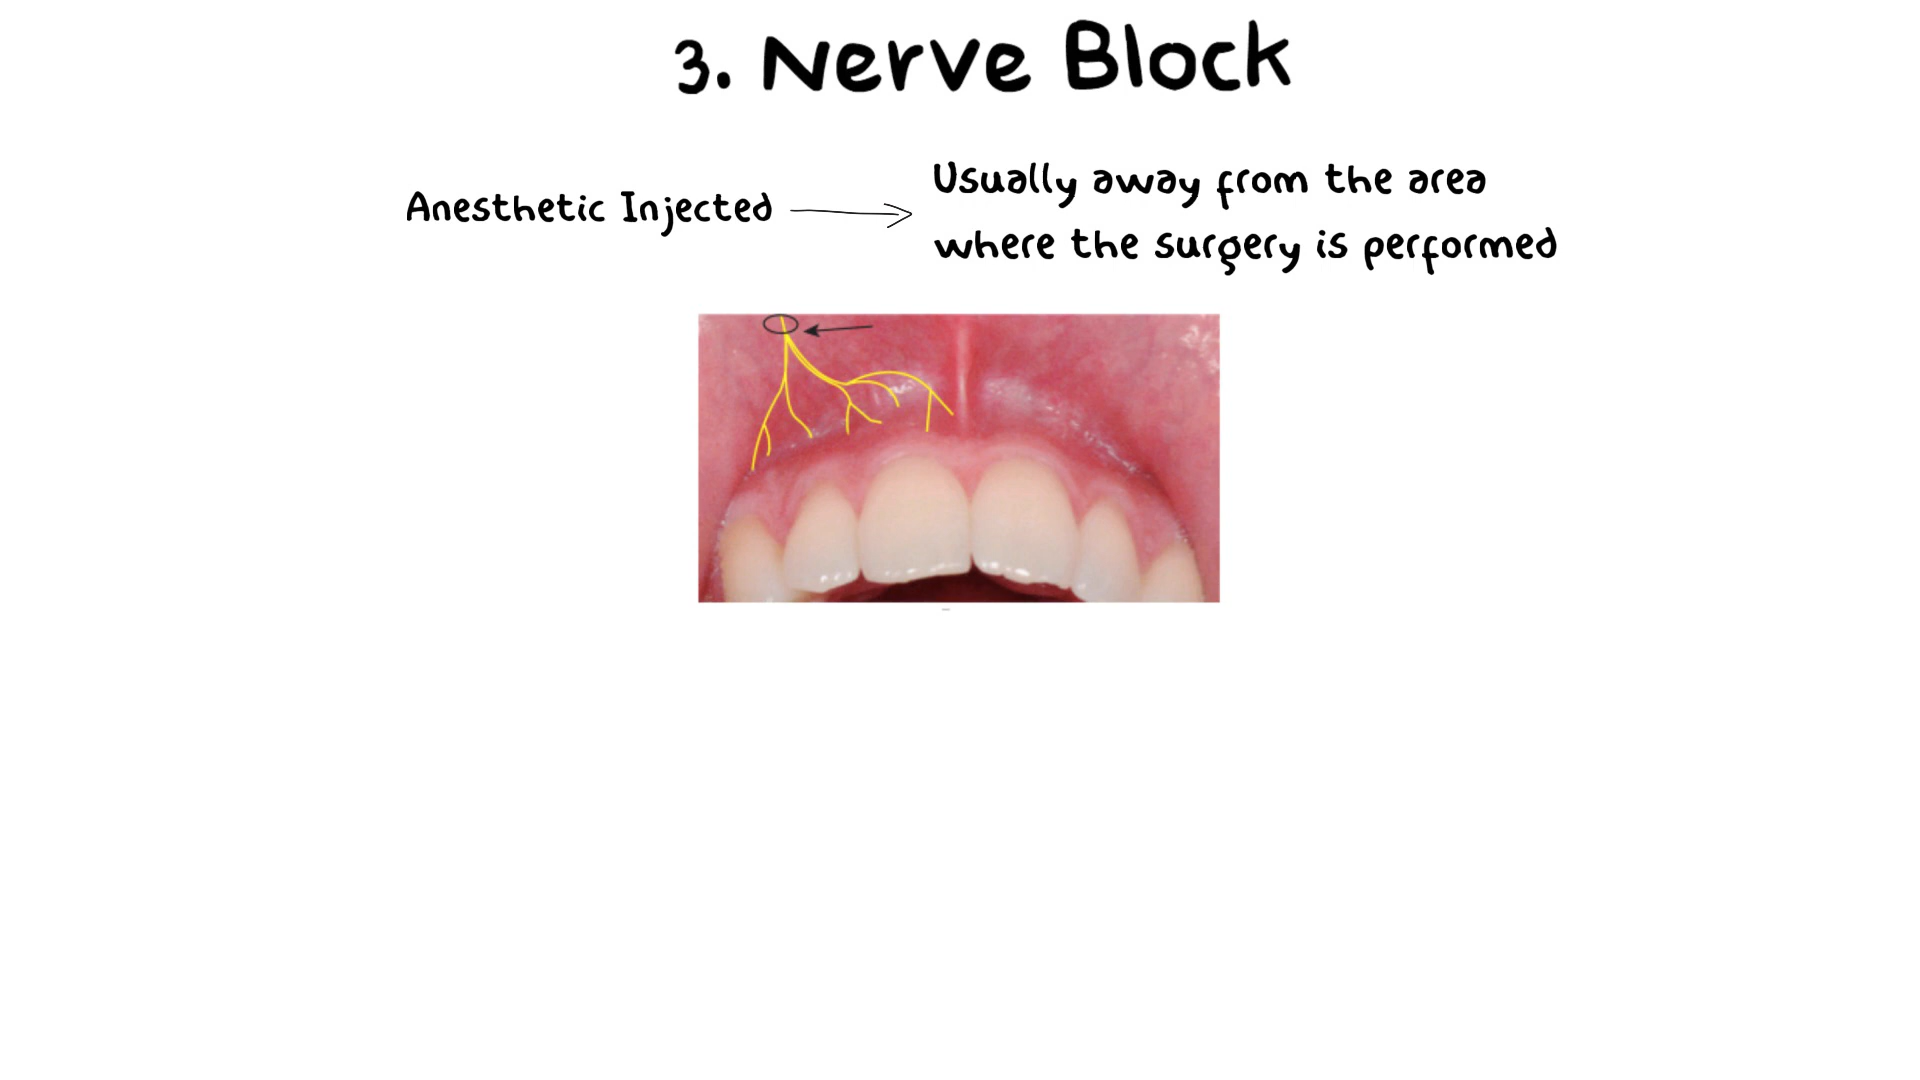 3. Nerve Block
Anesthetic Injected
Usually away from the area
where the surgery is performed